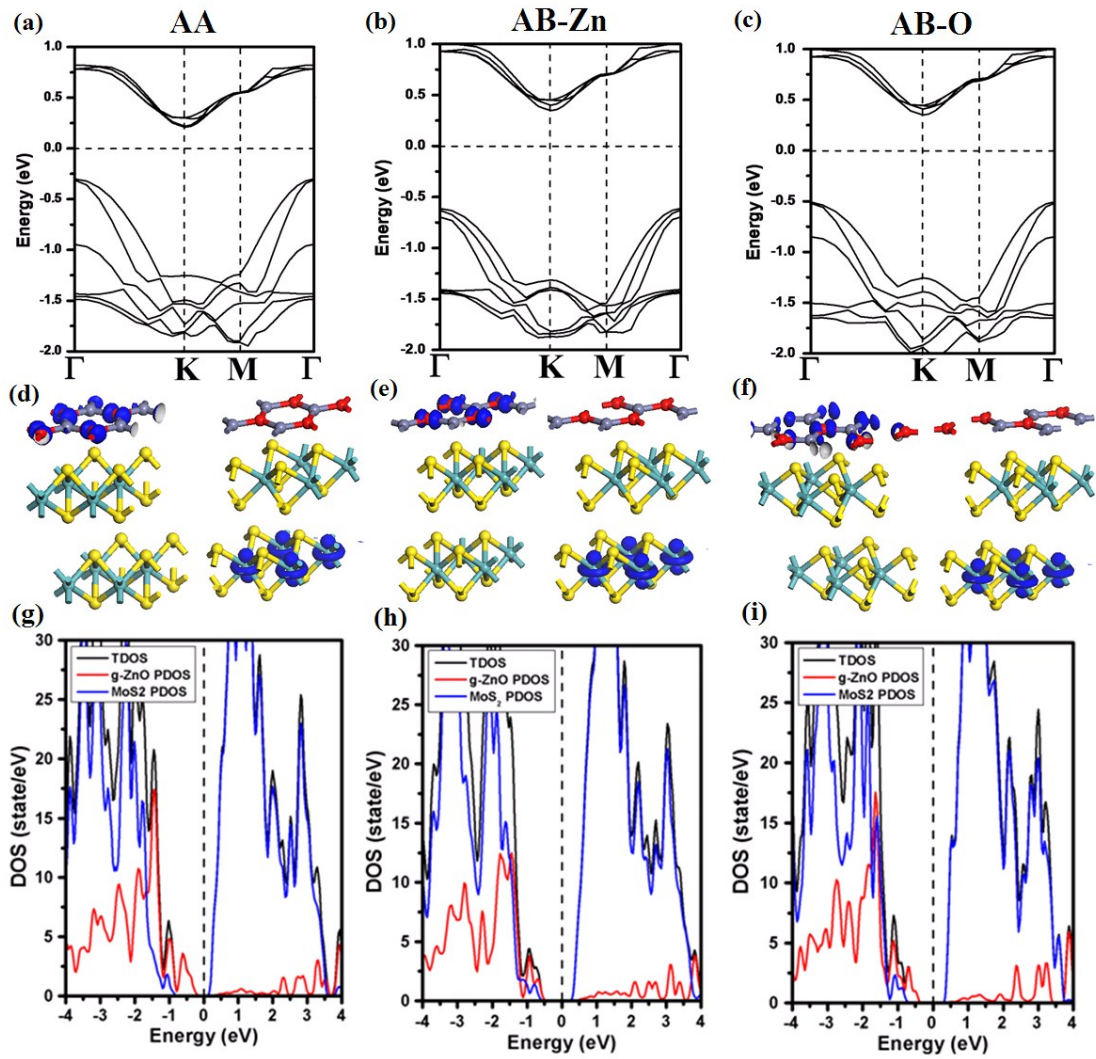 (a) AA (b) AB-Zn (c) AB-O
1.0 1.0 1.0
0.5 0.5 0.5
0.0 0.0 0.0
-0.5 -0.5 -0.5
-1.0 -1.0 -1.0
-1.5 -1.5 -1.5
-2.0 -2.0 -2.0
Energy (eV) Energy (eV) Energy (eV)
Γ K M Γ Γ K M Γ Γ K M Γ
(d) (e) (f)
(g) (h) (i)
30 30 30
TDOS TDOS TDOS
g-ZnO PDOS g-ZnO PDOS g-ZnO PDOS
MoS2 PDOS MoS₂ PDOS MoS2 PDOS
25 25 25
20 20 20
15 15 15
10 10 10
5 5 5
0 0 0
DOS (state/eV) DOS (state/eV) DOS (state/eV)
-4 -3 -2 -1 0 1 2 3 4 -4 -3 -2 -1 0 1 2 3 4 -4 -3 -2 -1 0 1 2 3 4
Energy (eV) Energy (eV) Energy (eV)